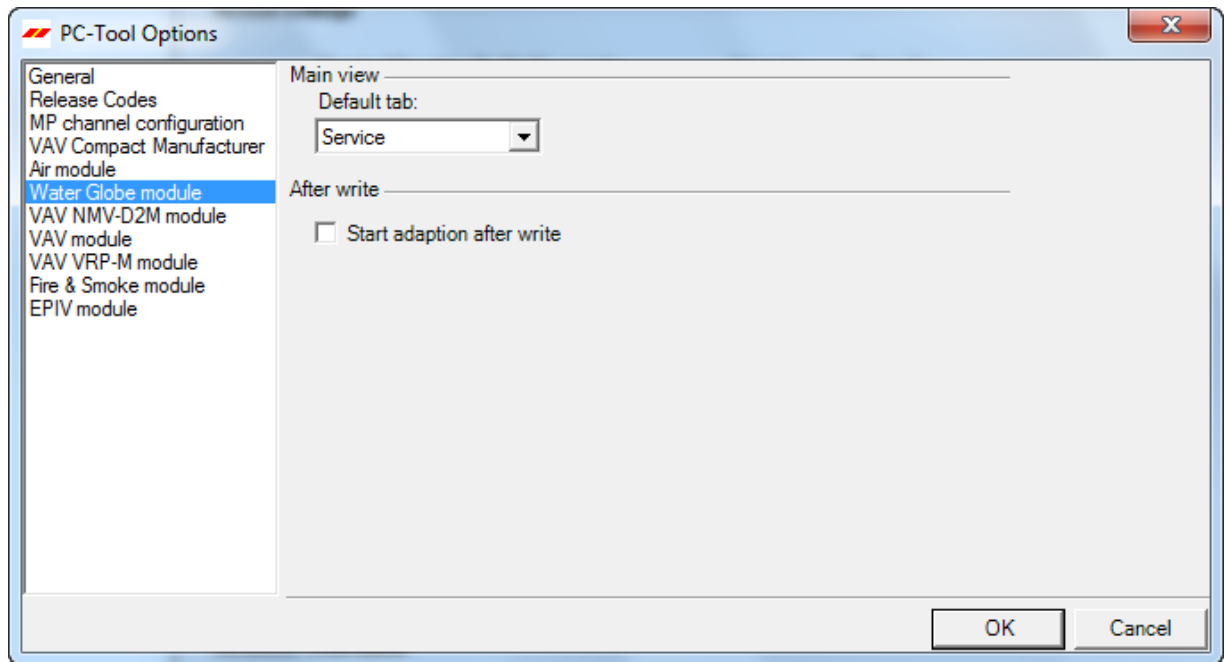 PC-Tool Options
General
Release Codes
MP channel configuration
VAV Compact Manufacturer
Air module
Water Globe module
VAV NMV-D2M module
VAV module
VAV VRP-M module
Fire & Smoke module
EPIV module
Main view
Default tab:
Service
After write
Start adaption after write
OK
Cancel